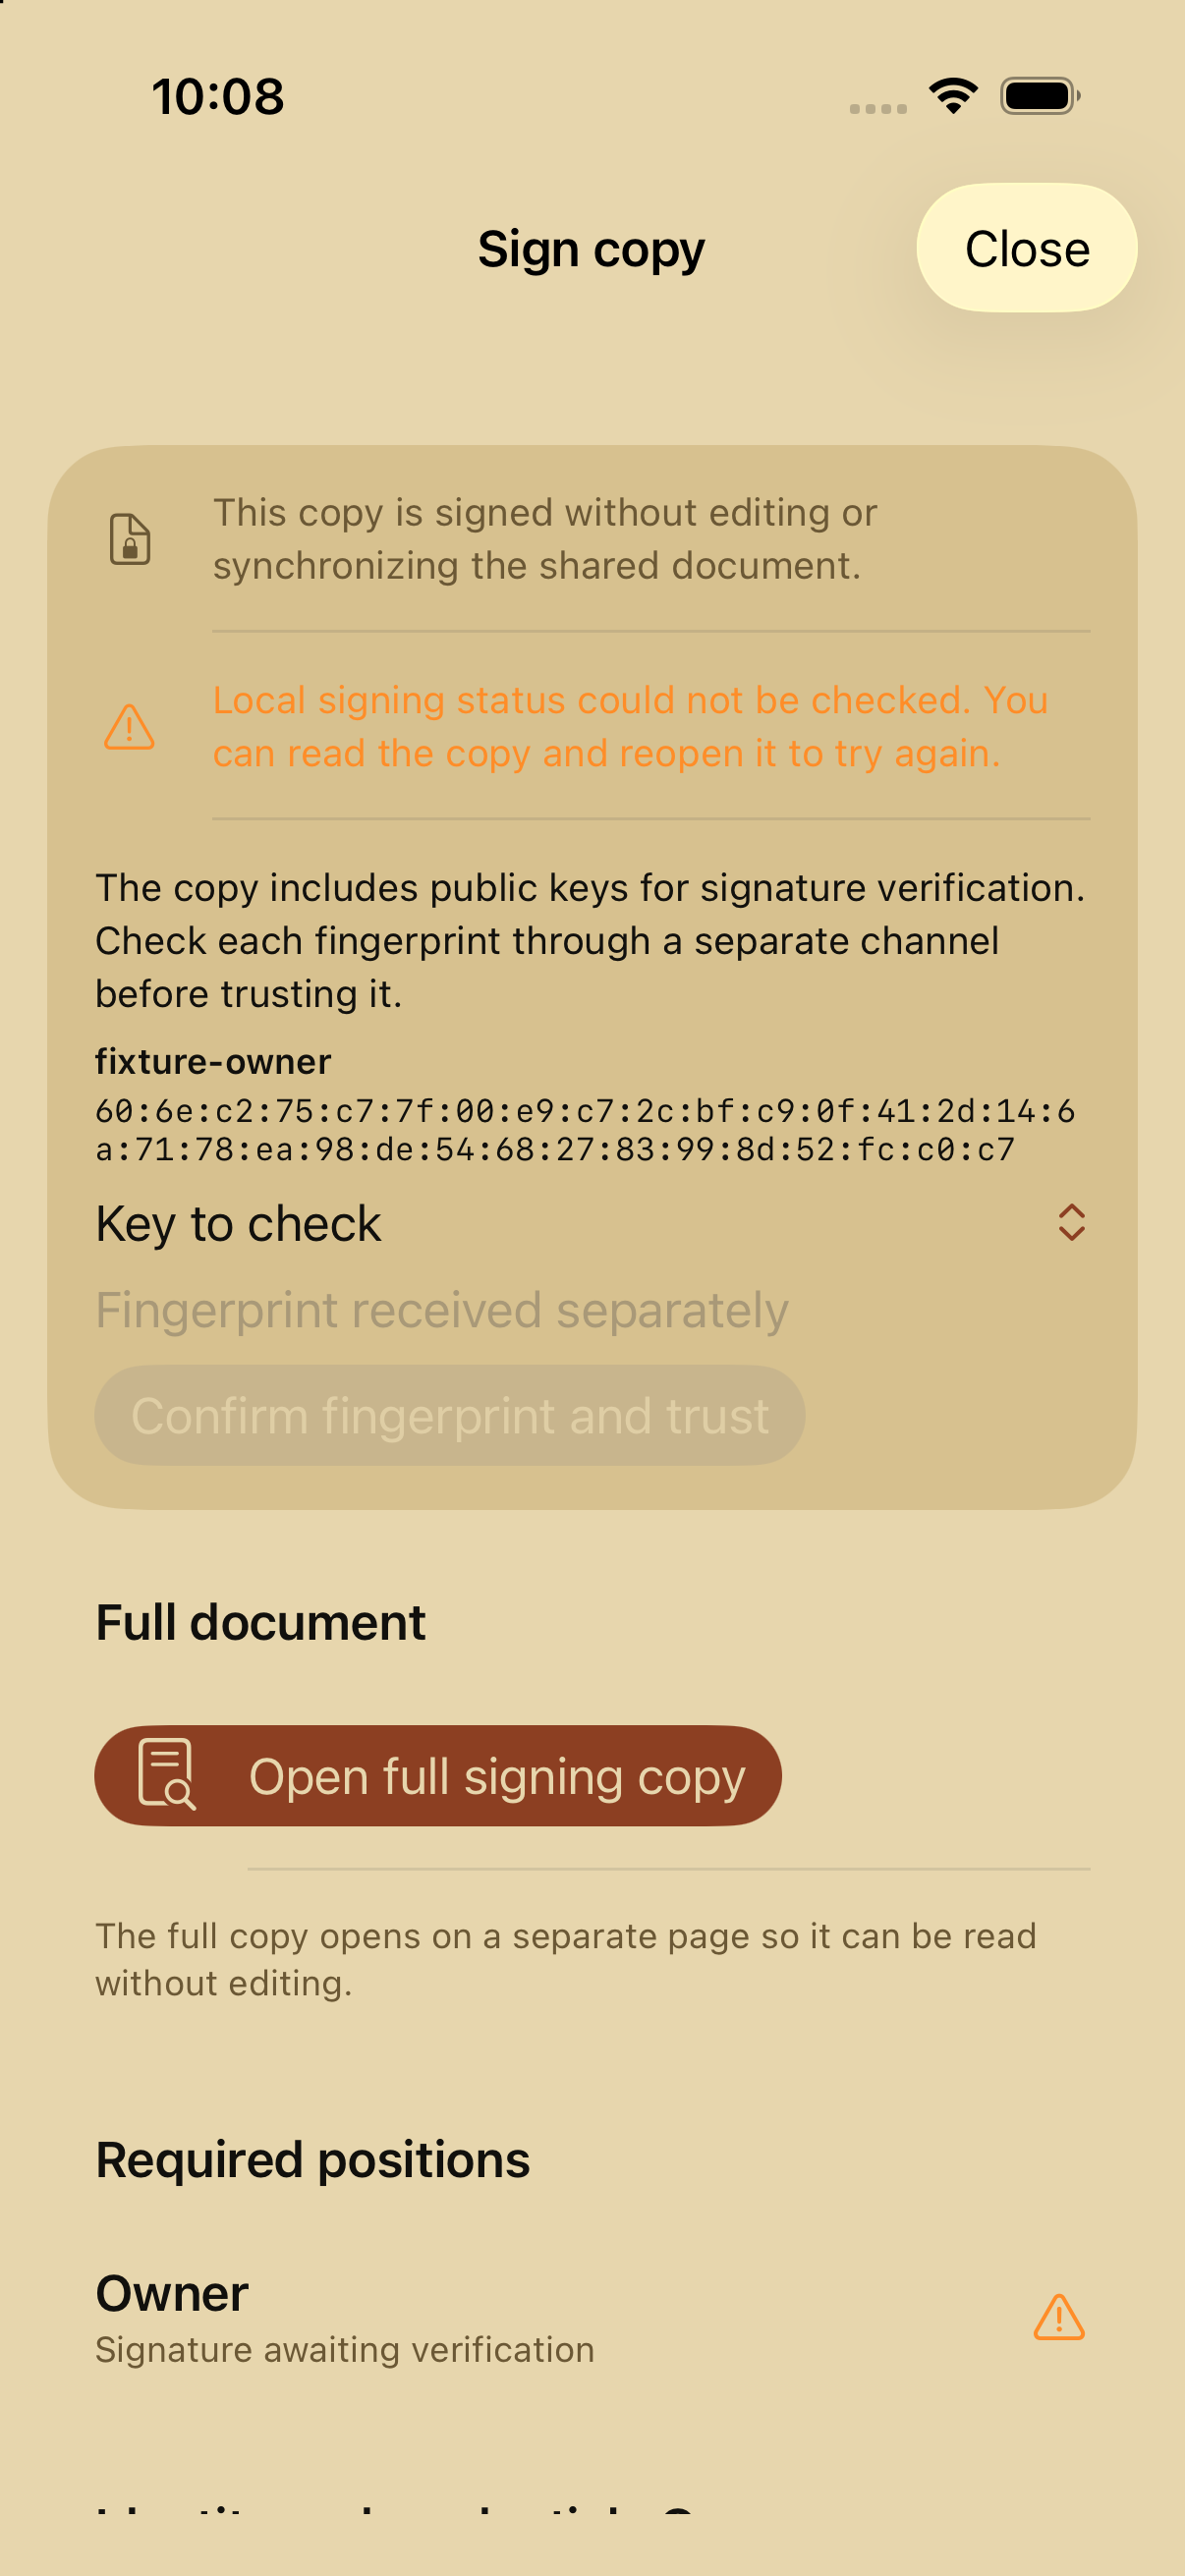 10:08
Sign copy
Close
This copy is signed without editing or
synchronizing the shared document.
Local signing status could not be checked. You
can read the copy and reopen it to try again.
The copy includes public keys for signature verification.
Check each fingerprint through a separate channel
before trusting it.
fixture-owner
60:6e:c2:75:c7:7f:00:e9:c7:2c:bf:c9:0f:41:2d:14:6
a:71:78:ea:98:de:54:68:27:83:99:8d:52:fc:c0:c7
Key to check
Fingerprint received separately
Confirm fingerprint and trust
Full document
Open full signing copy
The full copy opens on a separate page so it can be read
without editing.
Required positions
Owner
Signature awaiting verification